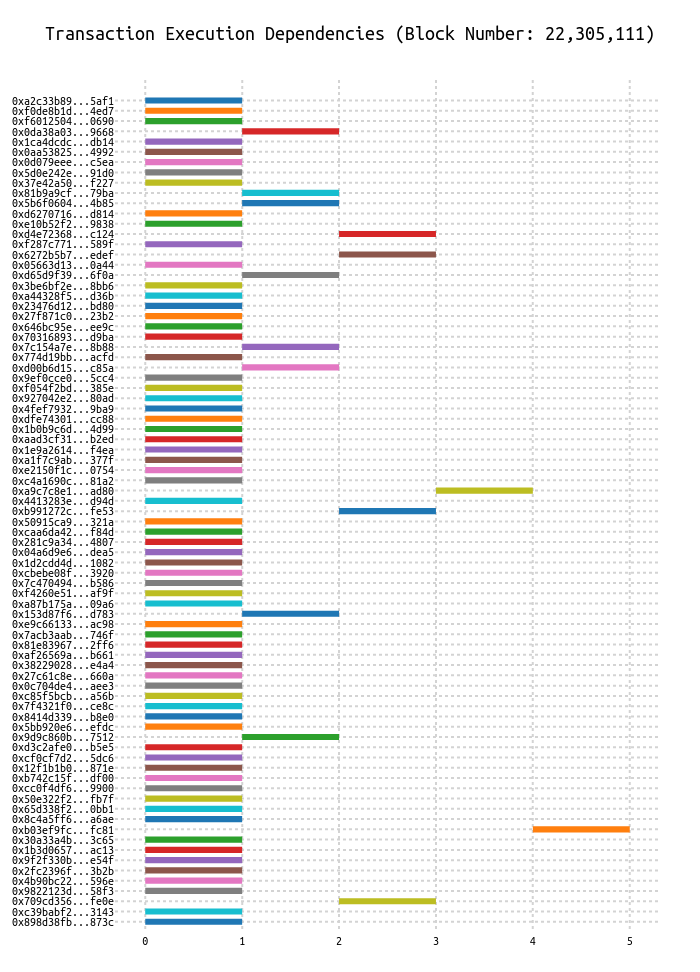 Transaction Execution Dependencies (Block Number: 22,305,111)
0xa2c33b89...5af1
0xf0de8b1d...4ed7
0xf6012504...0690
0x0da38a03...9668
0x1ca4dcdc...db14
0x0aa53825...4992
0x0d079eee...c5ea
0x5d0e242e...91d0
0x37e42a50...f227
0x81b9a9cf...79ba
0x5b6f0604...4b85
0xd6270716...d814
0xe10b52f2...9838
0xd4e72368...c124
0xf287c771...589f
0x6272b5b7...edef
0x05663d13...0a44
0xd65d9f39...6f0a
0x3be6bf2e...8bb6
0xa44328f5...d36b
0x23476d12...bd80
0x27f871c0...23b2
0x646bc95e...ee9c
0x70316893...d9ba
0x7c154a7e...8b88
0x774d19bb...acfd
0xd00b6d15...c85a
0x9ef0cce0...5cc4
0xf054f2bd...385e
0x927042e2...80ad
0x4fef7932...9ba9
0xdfe74301...cc88
0x1b0b9c6d...4d99
0xaad3cf31...b2ed
0x1e9a2614...f4ea
0xa1f7c9ab...377f
0xe2150f1c...0754
0xc4a1690c...81a2
0xa9c7c8e1...ad80
0x4413283e...d94d
0xb991272c...fe53
0x50915ca9...321a
0xcaa6da42...f84d
0x281c9a34...4807
0x04a6d9e6...dea5
0x1d2cdd4d...1082
0xcbebe08f...3920
0x7c470494...b586
0xf4260e51...af9f
0xa87b175a...09a6
0x153d87f6...d783
0xe9c66133...ac98
0x7acb3aab...746f
0x81e83967...2ff6
0xaf26569a...b661
0x38229028...e4a4
0x27c61c8e...660a
0x0c704de4...aee3
0xc85f5bcb...a56b
0x7f4321f0...ce8c
0x8414d339...b8e0
0x5bb920e6...efdc
0x9d9c860b...7512
0xd3c2afe0...b5e5
0xcf0cf7d2...5dc6
0x12f1b1b0...871e
0xb742c15f...df00
0xcc0f4df6...9900
0x50e322f2...fb7f
0x65d338f2...0bb1
0x8c4a5ff6...a6ae
0xb03ef9fc...fc81
0x30a33a4b...3c65
0x1b3d0657...ac13
0x9f2f330b...e54f
0x2fc2396f...3b2b
0x4b90bc22...596e
0x9822123d...58f3
0x709cd356...fe0e
0xc39babf2...3143
0x898d38fb...873c
0 1 2 3 4 5